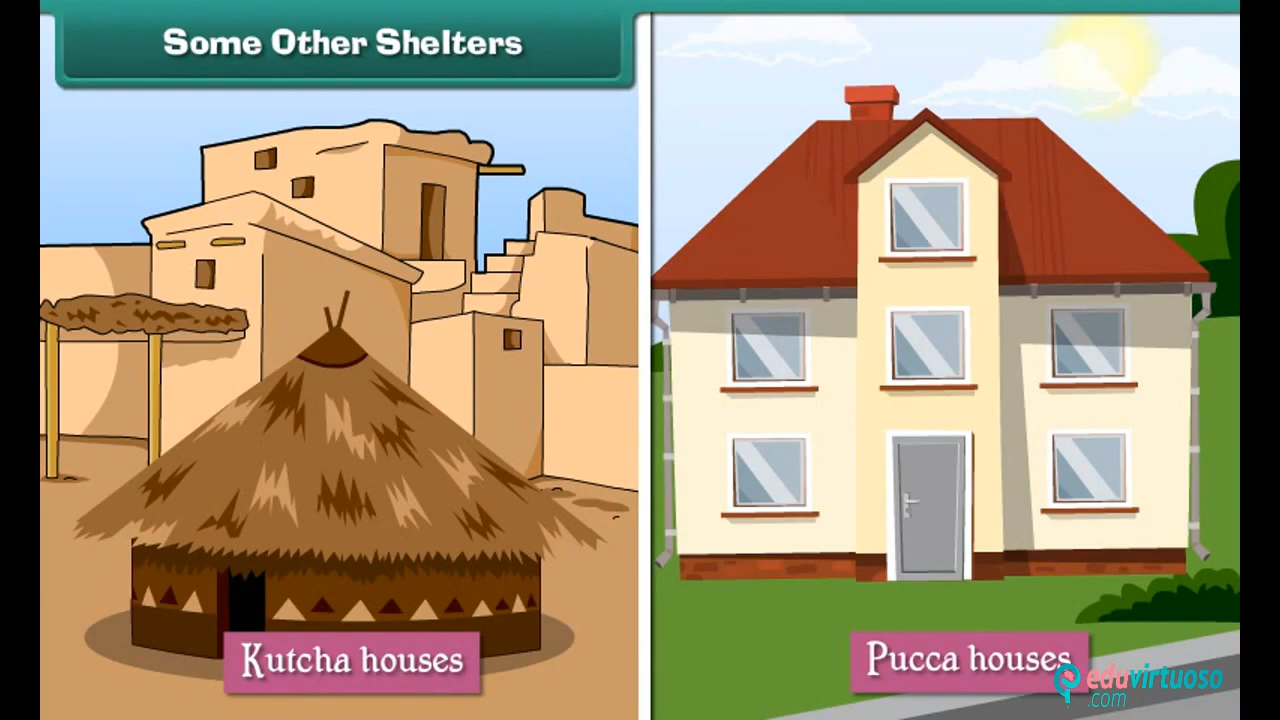 Some Other Shelters
Kutcha houses
Pucca houses
eduvirtuoso
.com